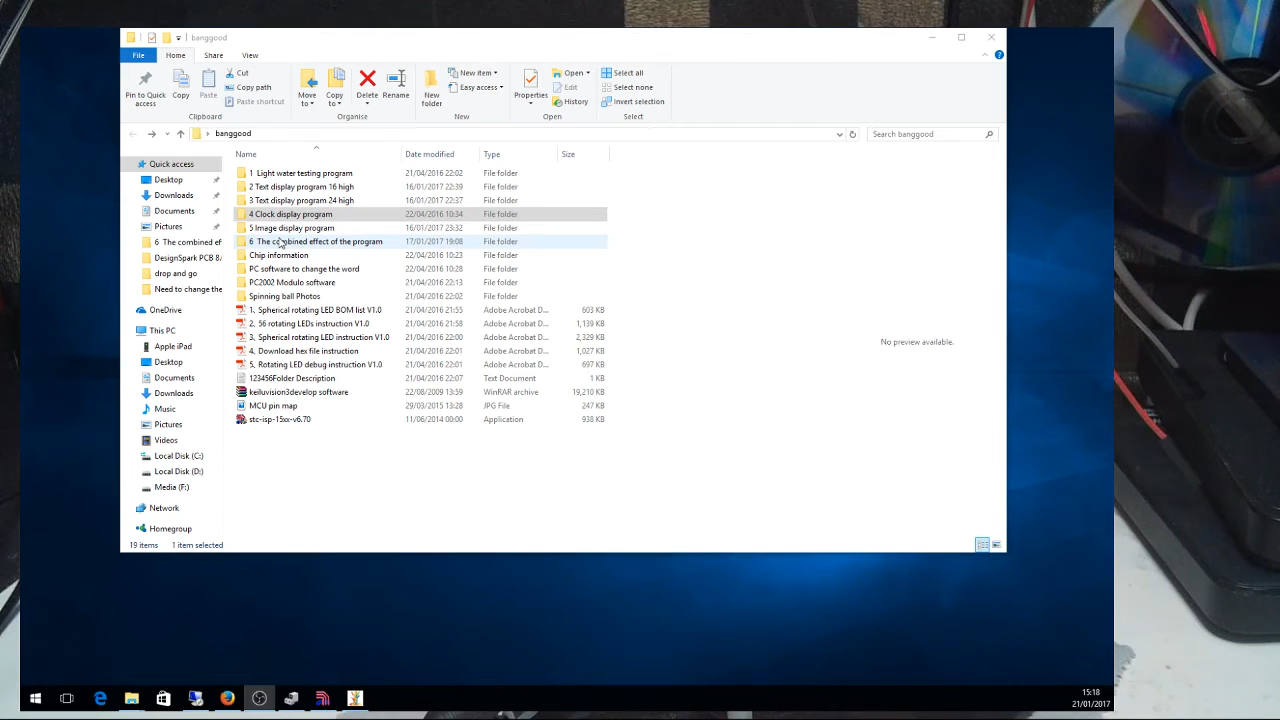 banggood
File
Home
Share
View
Pin to Quick access
Copy
Paste
Cut
Copy path
Paste shortcut
Clipboard
Move to
Copy to
Delete
Rename
Organise
New folder
New item
Easy access
New
Properties
Open
Edit
History
Open
Select all
Select none
Invert selection
Select
banggood
Search banggood
Name
Date modified
Type
Size
Quick access
Desktop
Downloads
Documents
Pictures
6 The combined ef
DesignSpark PCB 8.
drop and go
Need to change the
OneDrive
This PC
Apple iPad
Desktop
Documents
Downloads
Music
Pictures
Videos
Local Disk (C:)
Local Disk (D:)
Media (F:)
Network
Homegroup
1 Light water testing program 21/04/2016 22:02 File folder
2 Text display program 16 high 16/01/2017 22:39 File folder
3 Text display program 24 high 16/01/2017 22:37 File folder
4 Clock display program 22/04/2016 10:34 File folder
5 Image display program 16/01/2017 23:32 File folder
6 The combined effect of the program 17/01/2017 19:08 File folder
Chip information 22/04/2016 10:23 File folder
PC software to change the word 22/04/2016 10:28 File folder
PC2002 Modulo software 21/04/2016 22:13 File folder
Spinning ball Photos 21/04/2016 22:02 File folder
1、Spherical rotating LED BOM list V1.0 21/04/2016 21:55 Adobe Acrobat D... 603 KB
2、56 rotating LEDs instruction V1.0 21/04/2016 21:58 Adobe Acrobat D... 1,139 KB
3、Spherical rotating LED instruction V1.0 21/04/2016 22:00 Adobe Acrobat D... 2,329 KB
4、Download hex file instruction 21/04/2016 22:01 Adobe Acrobat D... 1,027 KB
5、Rotating LED debug instruction V1.0 21/04/2016 22:01 Adobe Acrobat D... 697 KB
123456Folder Description 21/04/2016 22:07 Text Document 1 KB
keiluvision3develop software 22/08/2009 13:59 WinRAR archive 19,210 KB
MCU pin map 29/03/2015 13:28 JPG File 247 KB
stc-isp-15xx-v6.70 11/06/2014 00:00 Application 938 KB
No preview available.
19 items 1 item selected
15:18
21/01/2017